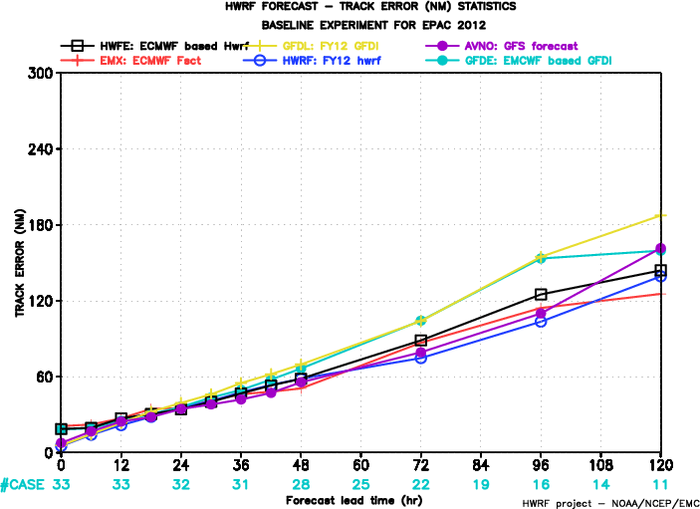 HWRF FORECAST – TRACK ERROR (NM) STATISTICS
BASELINE EXPERIMENT FOR EPAC 2012
HWFE: ECMWF based Hwrf GFDL: FY12 GFDl AVNO: GFS forecast
EMX: ECMWF Fsct HWRF: FY12 hwrf GFDE: EMCWF based GFDl
300
240
180
120
60
0
TRACK ERROR (NM)
0 12 24 36 48 60 72 84 96 108 120
#CASE 33 33 32 31 28 25 22 19 16 14 11
Forecast lead time (hr)
HWRF project – NOAA/NCEP/EMC